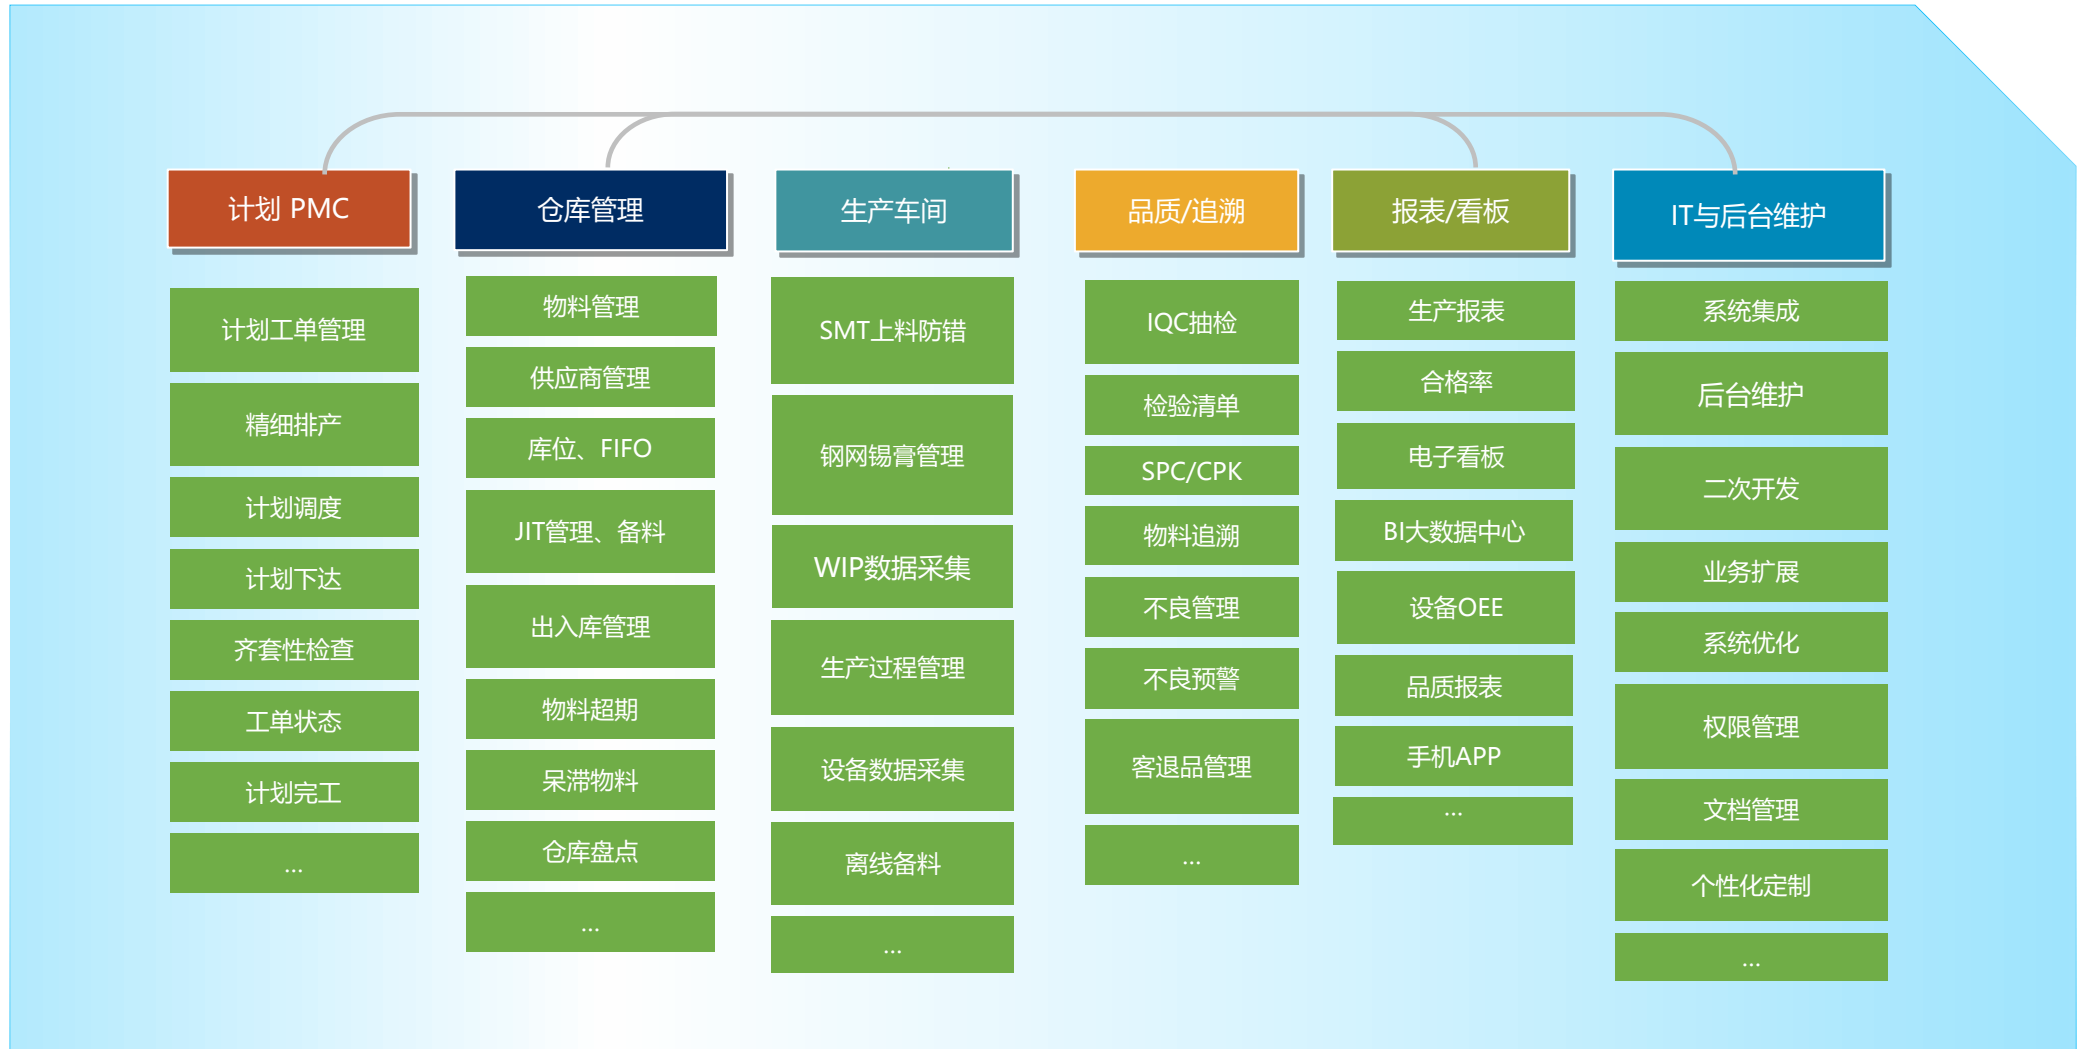 计划 PMC
计划工单管理
精细排产
计划调度
计划下达
齐套性检查
工单状态
计划完工
...
仓库管理
物料管理
供应商管理
库位、FIFO
JIT管理、备料
出入库管理
物料超期
呆滞物料
仓库盘点
...
生产车间
SMT上料防错
钢网锡膏管理
WIP数据采集
生产过程管理
设备数据采集
离线备料
...
品质/追溯
IQC抽检
检验清单
SPC/CPK
物料追溯
不良管理
不良预警
客退品管理
...
报表/看板
生产报表
合格率
电子看板
BI大数据中心
设备OEE
品质报表
手机APP
...
IT与后台维护
系统集成
后台维护
二次开发
业务扩展
系统优化
权限管理
文档管理
个性化定制
...